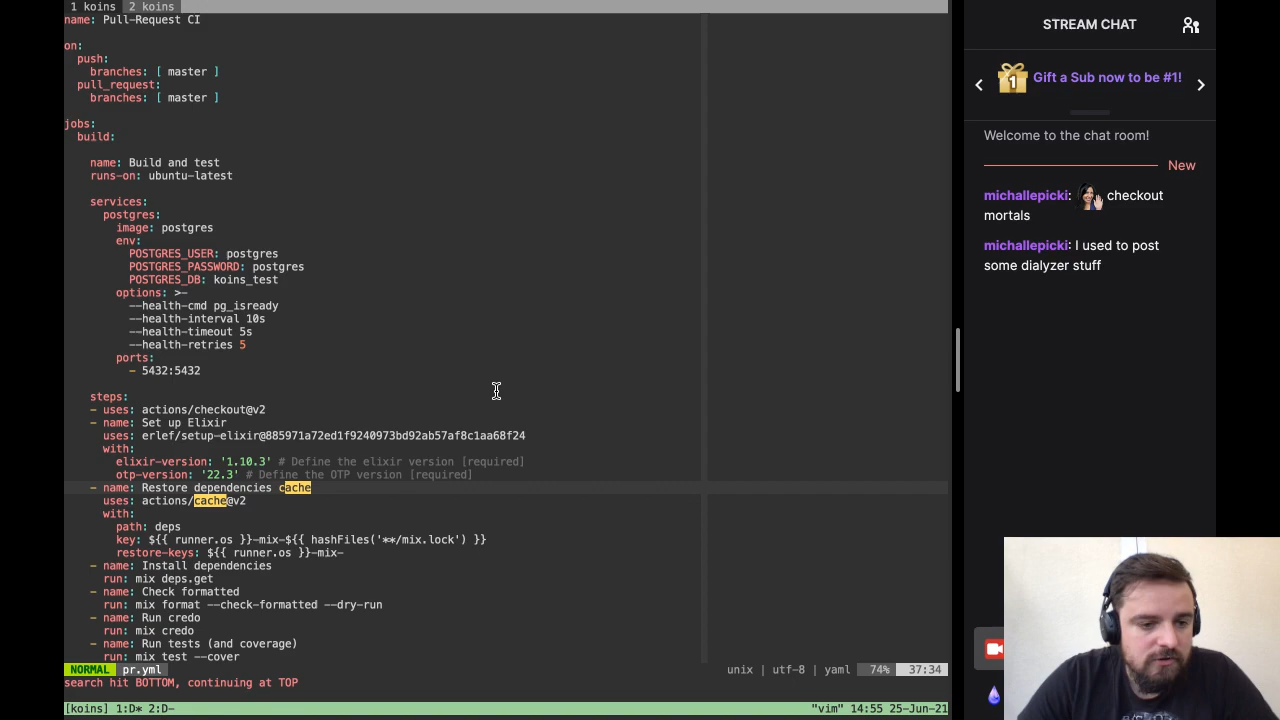 1 koins 2 koins
name: Pull-Request CI
on:
push:
branches: [ master ]
pull_request:
branches: [ master ]
jobs:
build:
name: Build and test
runs-on: ubuntu-latest
services:
postgres:
image: postgres
env:
POSTGRES_USER: postgres
POSTGRES_PASSWORD: postgres
POSTGRES_DB: koins_test
options: >-
--health-cmd pg_isready
--health-interval 10s
--health-timeout 5s
--health-retries 5
ports:
- 5432:5432
steps:
- uses: actions/checkout@v2
- name: Set up Elixir
uses: erlef/setup-elixir@885971a72ed1f9240973bd92ab57af8c1aa68f24
with:
elixir-version: '1.10.3' # Define the elixir version [required]
otp-version: '22.3' # Define the OTP version [required]
- name: Restore dependencies cache
uses: actions/cache@v2
with:
path: deps
key: ${{ runner.os }}-mix-${{ hashFiles('**/mix.lock') }}
restore-keys: ${{ runner.os }}-mix-
- name: Install dependencies
run: mix deps.get
- name: Check formatted
run: mix format --check-formatted --dry-run
- name: Run credo
run: mix credo
- name: Run tests (and coverage)
run: mix test --cover
NORMAL pr.yml unix | utf-8 | yaml 74% 37:34
search hit BOTTOM, continuing at TOP
[koins] 1:D* 2:D- "vim" 14:55 25-Jun-21
STREAM CHAT
1 Gift a Sub now to be #1!
Welcome to the chat room!
New
michallepicki: checkout
mortals
michallepicki: I used to post
some dialyzer stuff